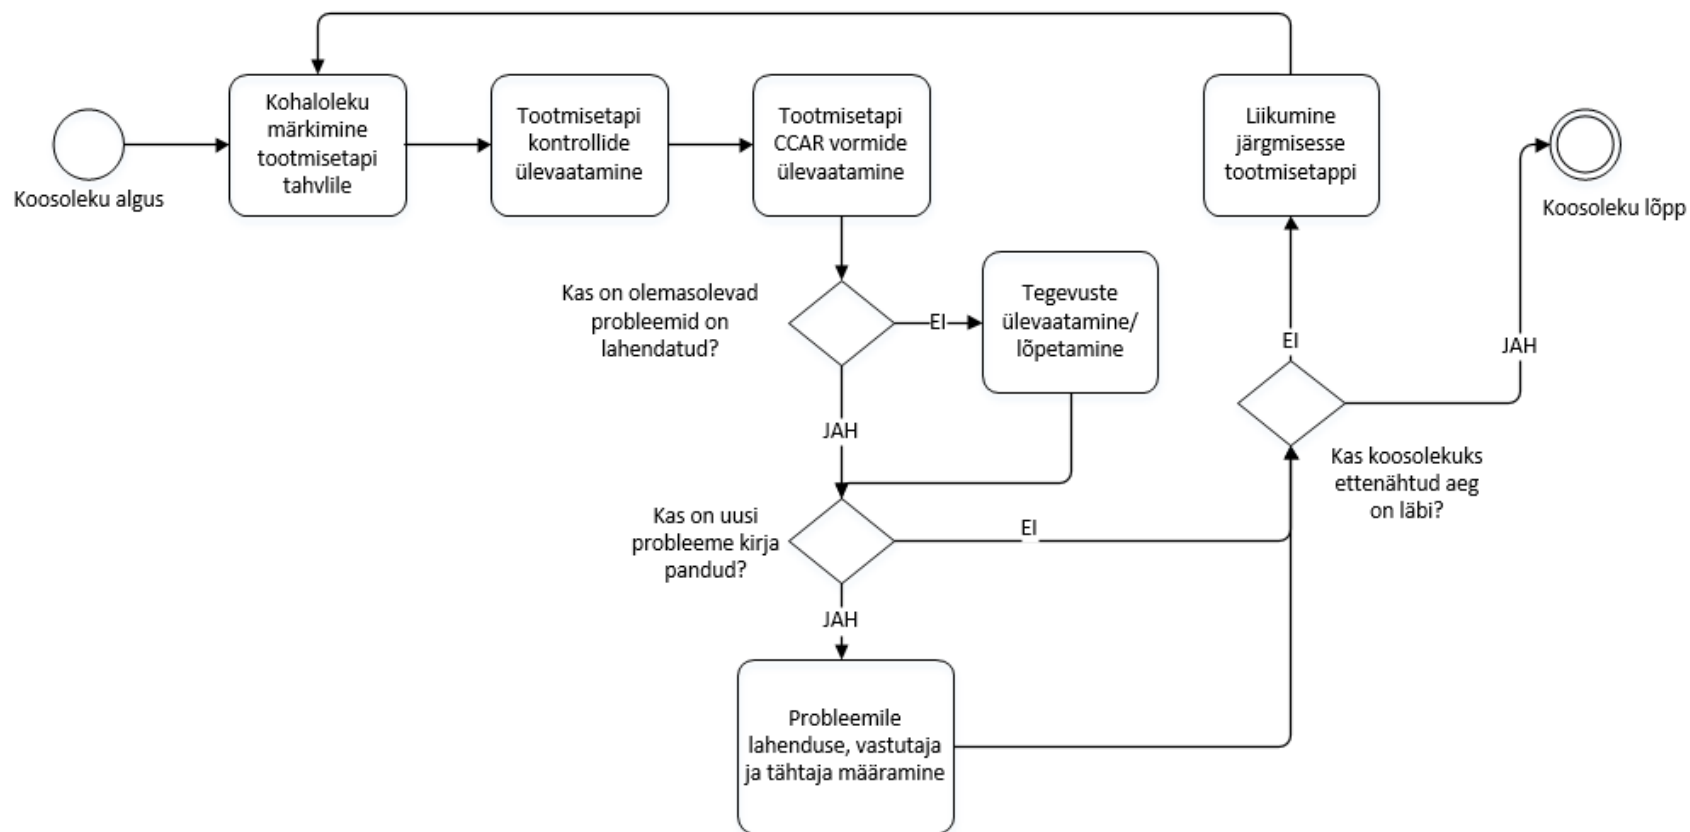 Koosoleku algus
Kohaloleku
märkimine
tootmisetapi
tahvlile
Tootmisetapi
kontrollide
ülevaatamine
Tootmisetapi
CCAR vormide
ülevaatamine
Liikumine
järgmisesse
tootmisetappi
Koosoleku lõpp
Kas on olemasolevad
probleemid on
lahendatud?
EI
Tegevuste
ülevaatamine/
lõpetamine
EI
JAH
JAH
Kas koosolekuks
ettenähtud aeg
on läbi?
Kas on uusi
probleeme kirja
pandud?
EI
JAH
Probleemile
lahenduse, vastutaja
ja tähtaja määramine